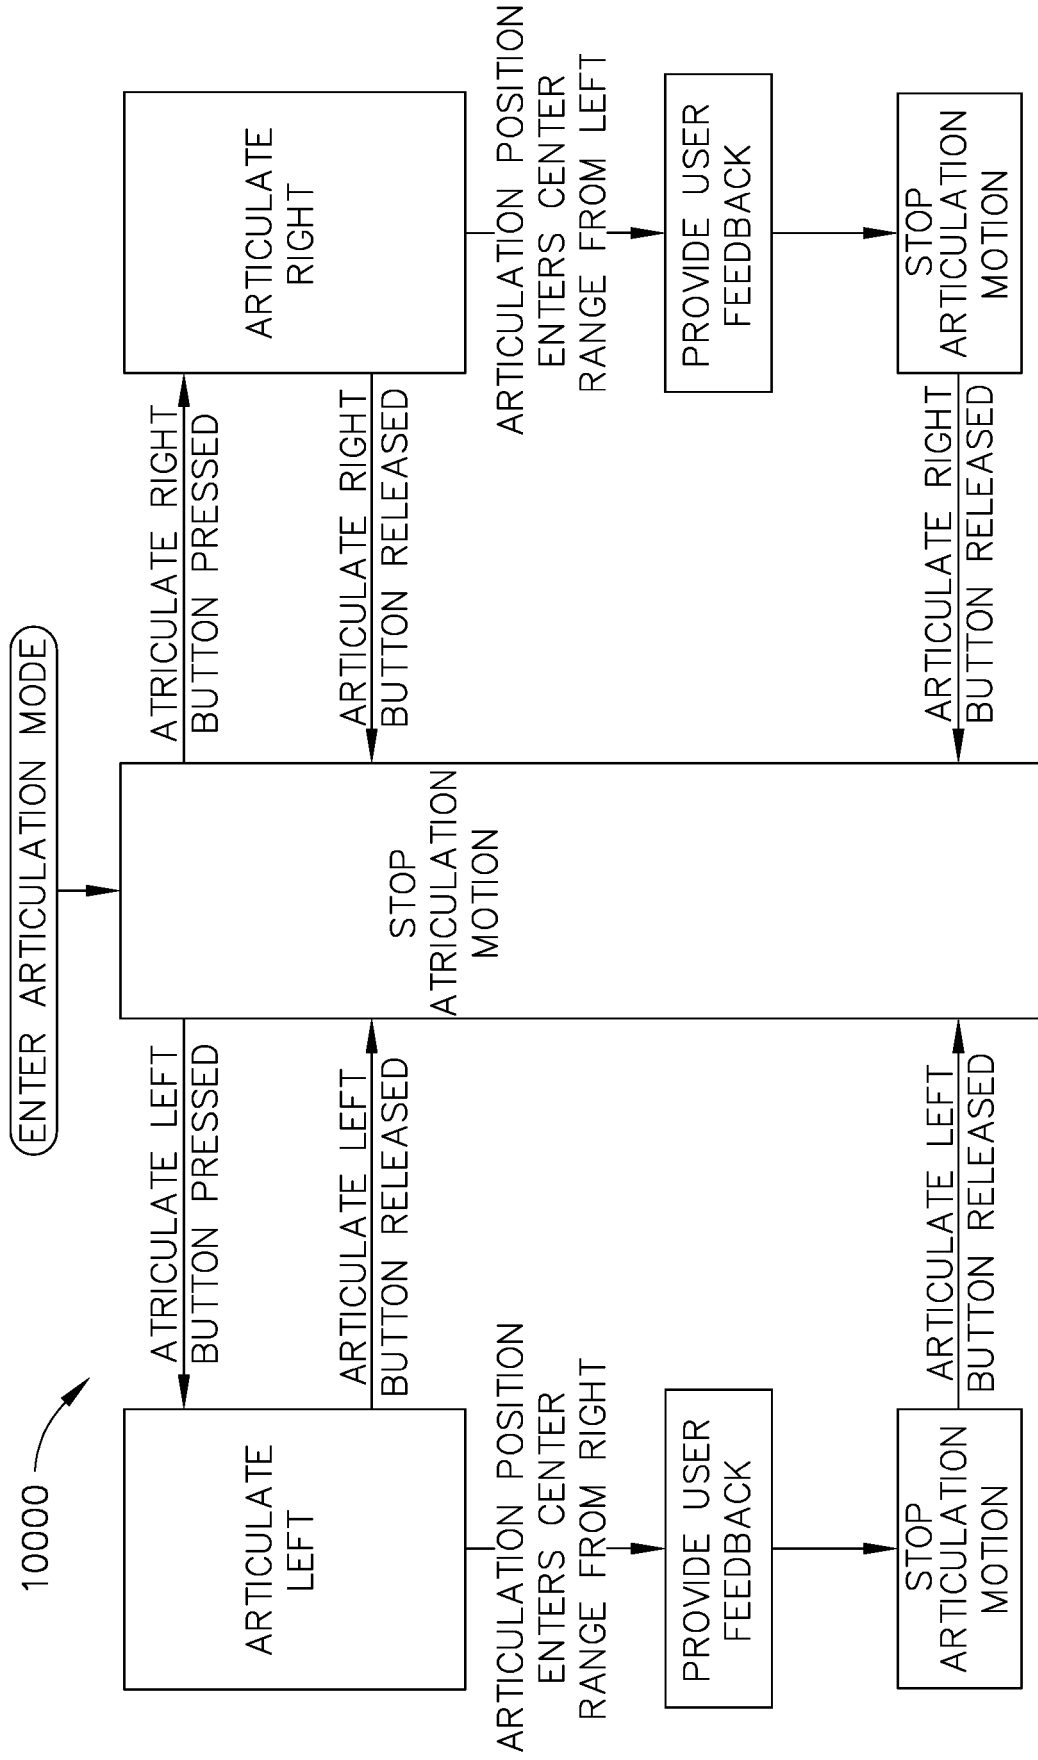 10000
ENTER ARTICULATION MODE
ATRICULATE LEFT
BUTTON PRESSED
ATRICULATE RIGHT
BUTTON PRESSED
ARTICULATE
LEFT
ARTICULATE
RIGHT
ARTICULATE LEFT
BUTTON RELEASED
STOP
ATRICULATION
MOTION
ARTICULATE RIGHT
BUTTON RELEASED
ARTICULATION POSITION
ENTERS CENTER
RANGE FROM RIGHT
ARTICULATION POSITION
ENTERS CENTER
RANGE FROM LEFT
PROVIDE USER
FEEDBACK
PROVIDE USER
FEEDBACK
STOP
ARTICULATION
MOTION
ARTICULATE LEFT
BUTTON RELEASED
ARTICULATE RIGHT
BUTTON RELEASED
STOP
ARTICULATION
MOTION